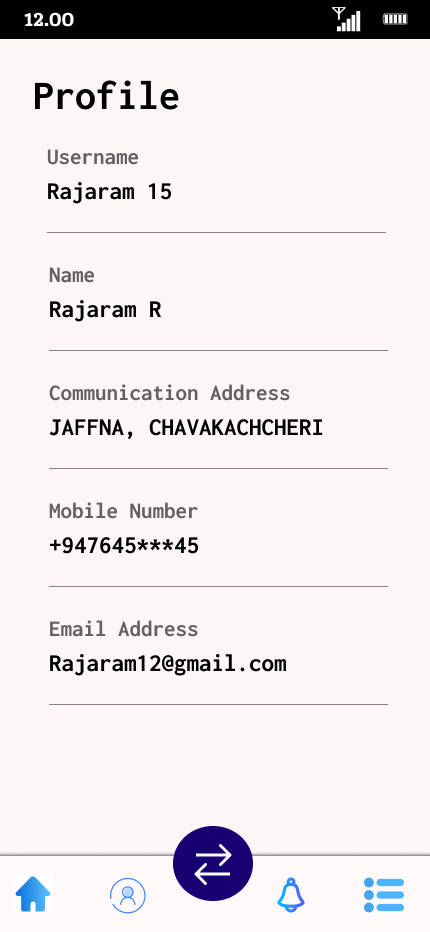 12.00
Profile
Username
Rajaram 15
Name
Rajaram R
Communication Address
JAFFNA, CHAVAKACHCHERI
Mobile Number
+947645***45
Email Address
Rajaram12@gmail.com